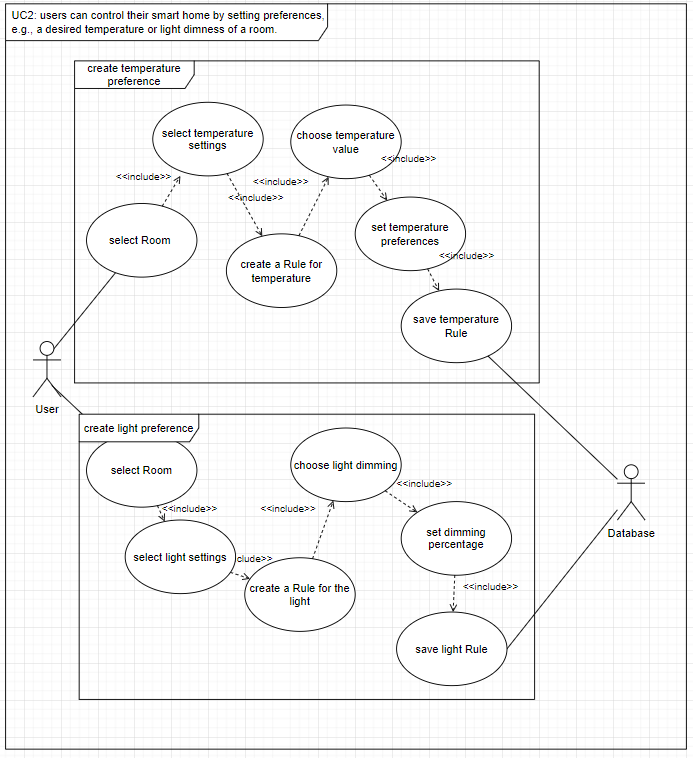 UC2: users can control their smart home by setting preferences,
e.g., a desired temperature or light dimness of a room.
create temperature
preference
select temperature
settings
choose temperature
value
<<include>>
<<include>>
<<include>>
<<include>>
select Room
set temperature
preferences
<<include>>
create a Rule for
temperature
save temperature
Rule
User
create light preference
select Room
choose light dimming
<<include>>
<<include>>
<<include>>
set dimming
percentage
Database
select light settings
clude>>
create a Rule for the
light
<<include>>
save light Rule